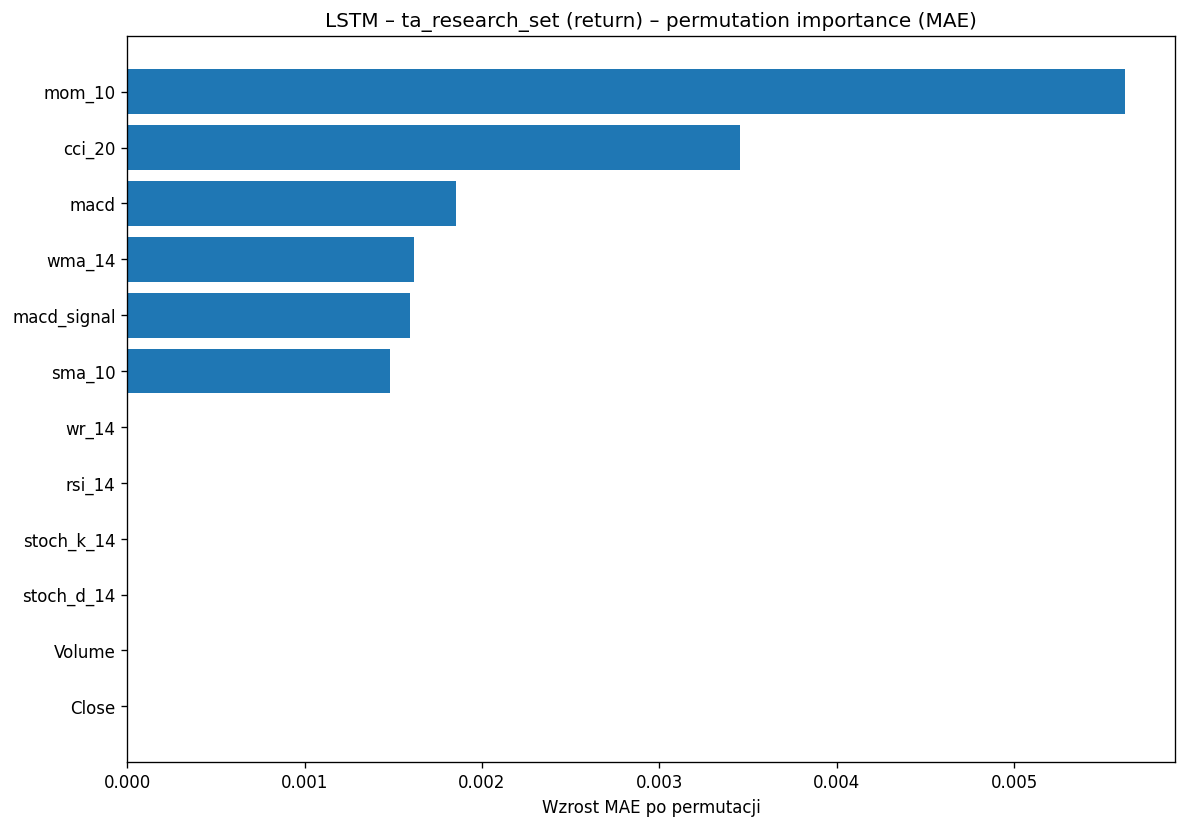 LSTM – ta_research_set (return) – permutation importance (MAE)
mom_10
cci_20
macd
wma_14
macd_signal
sma_10
wr_14
rsi_14
stoch_k_14
stoch_d_14
Volume
Close
0.000 0.001 0.002 0.003 0.004 0.005
Wzrost MAE po permutacji